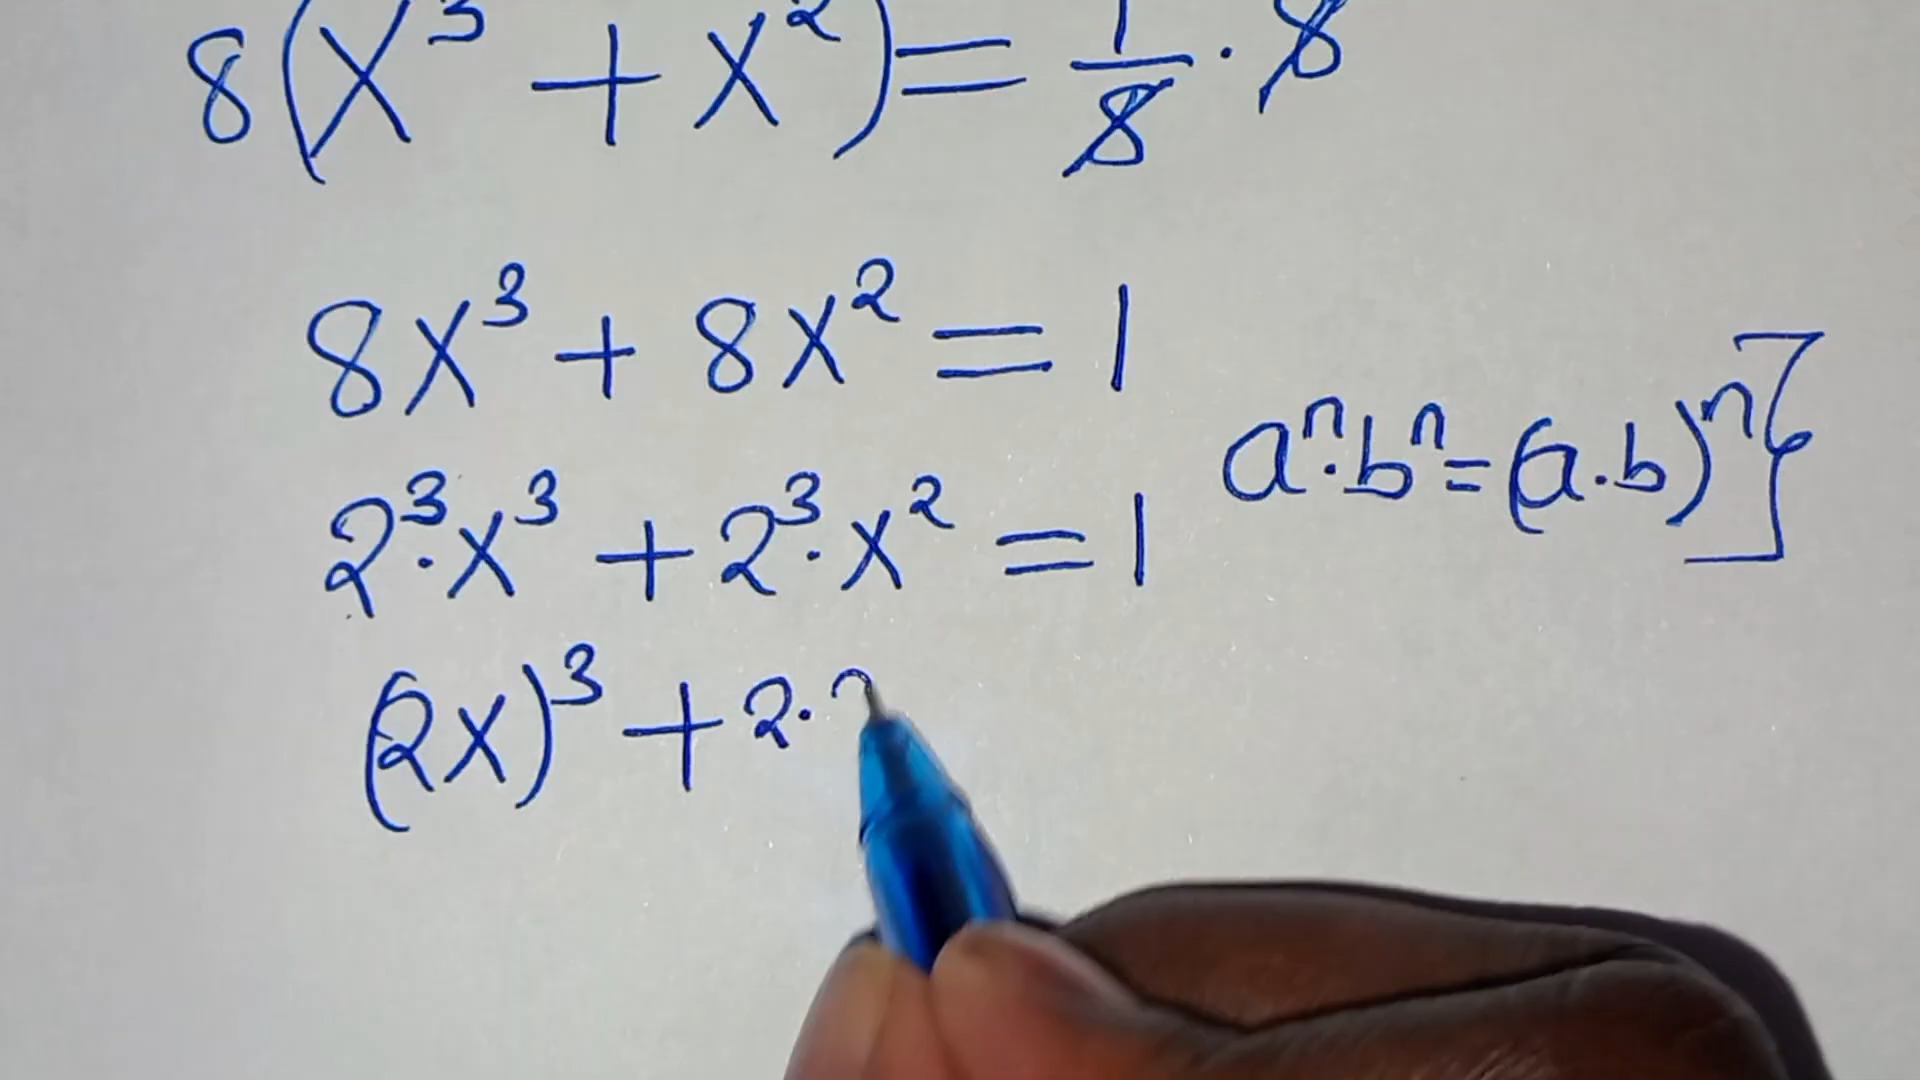 8(x³ + x²) = 1/8 · 8
8x³ + 8x² = 1
aⁿ · bⁿ = (a.b)ⁿ}
2³ · x³ + 2³ · x² = 1
(2x)³ + 2 · 2